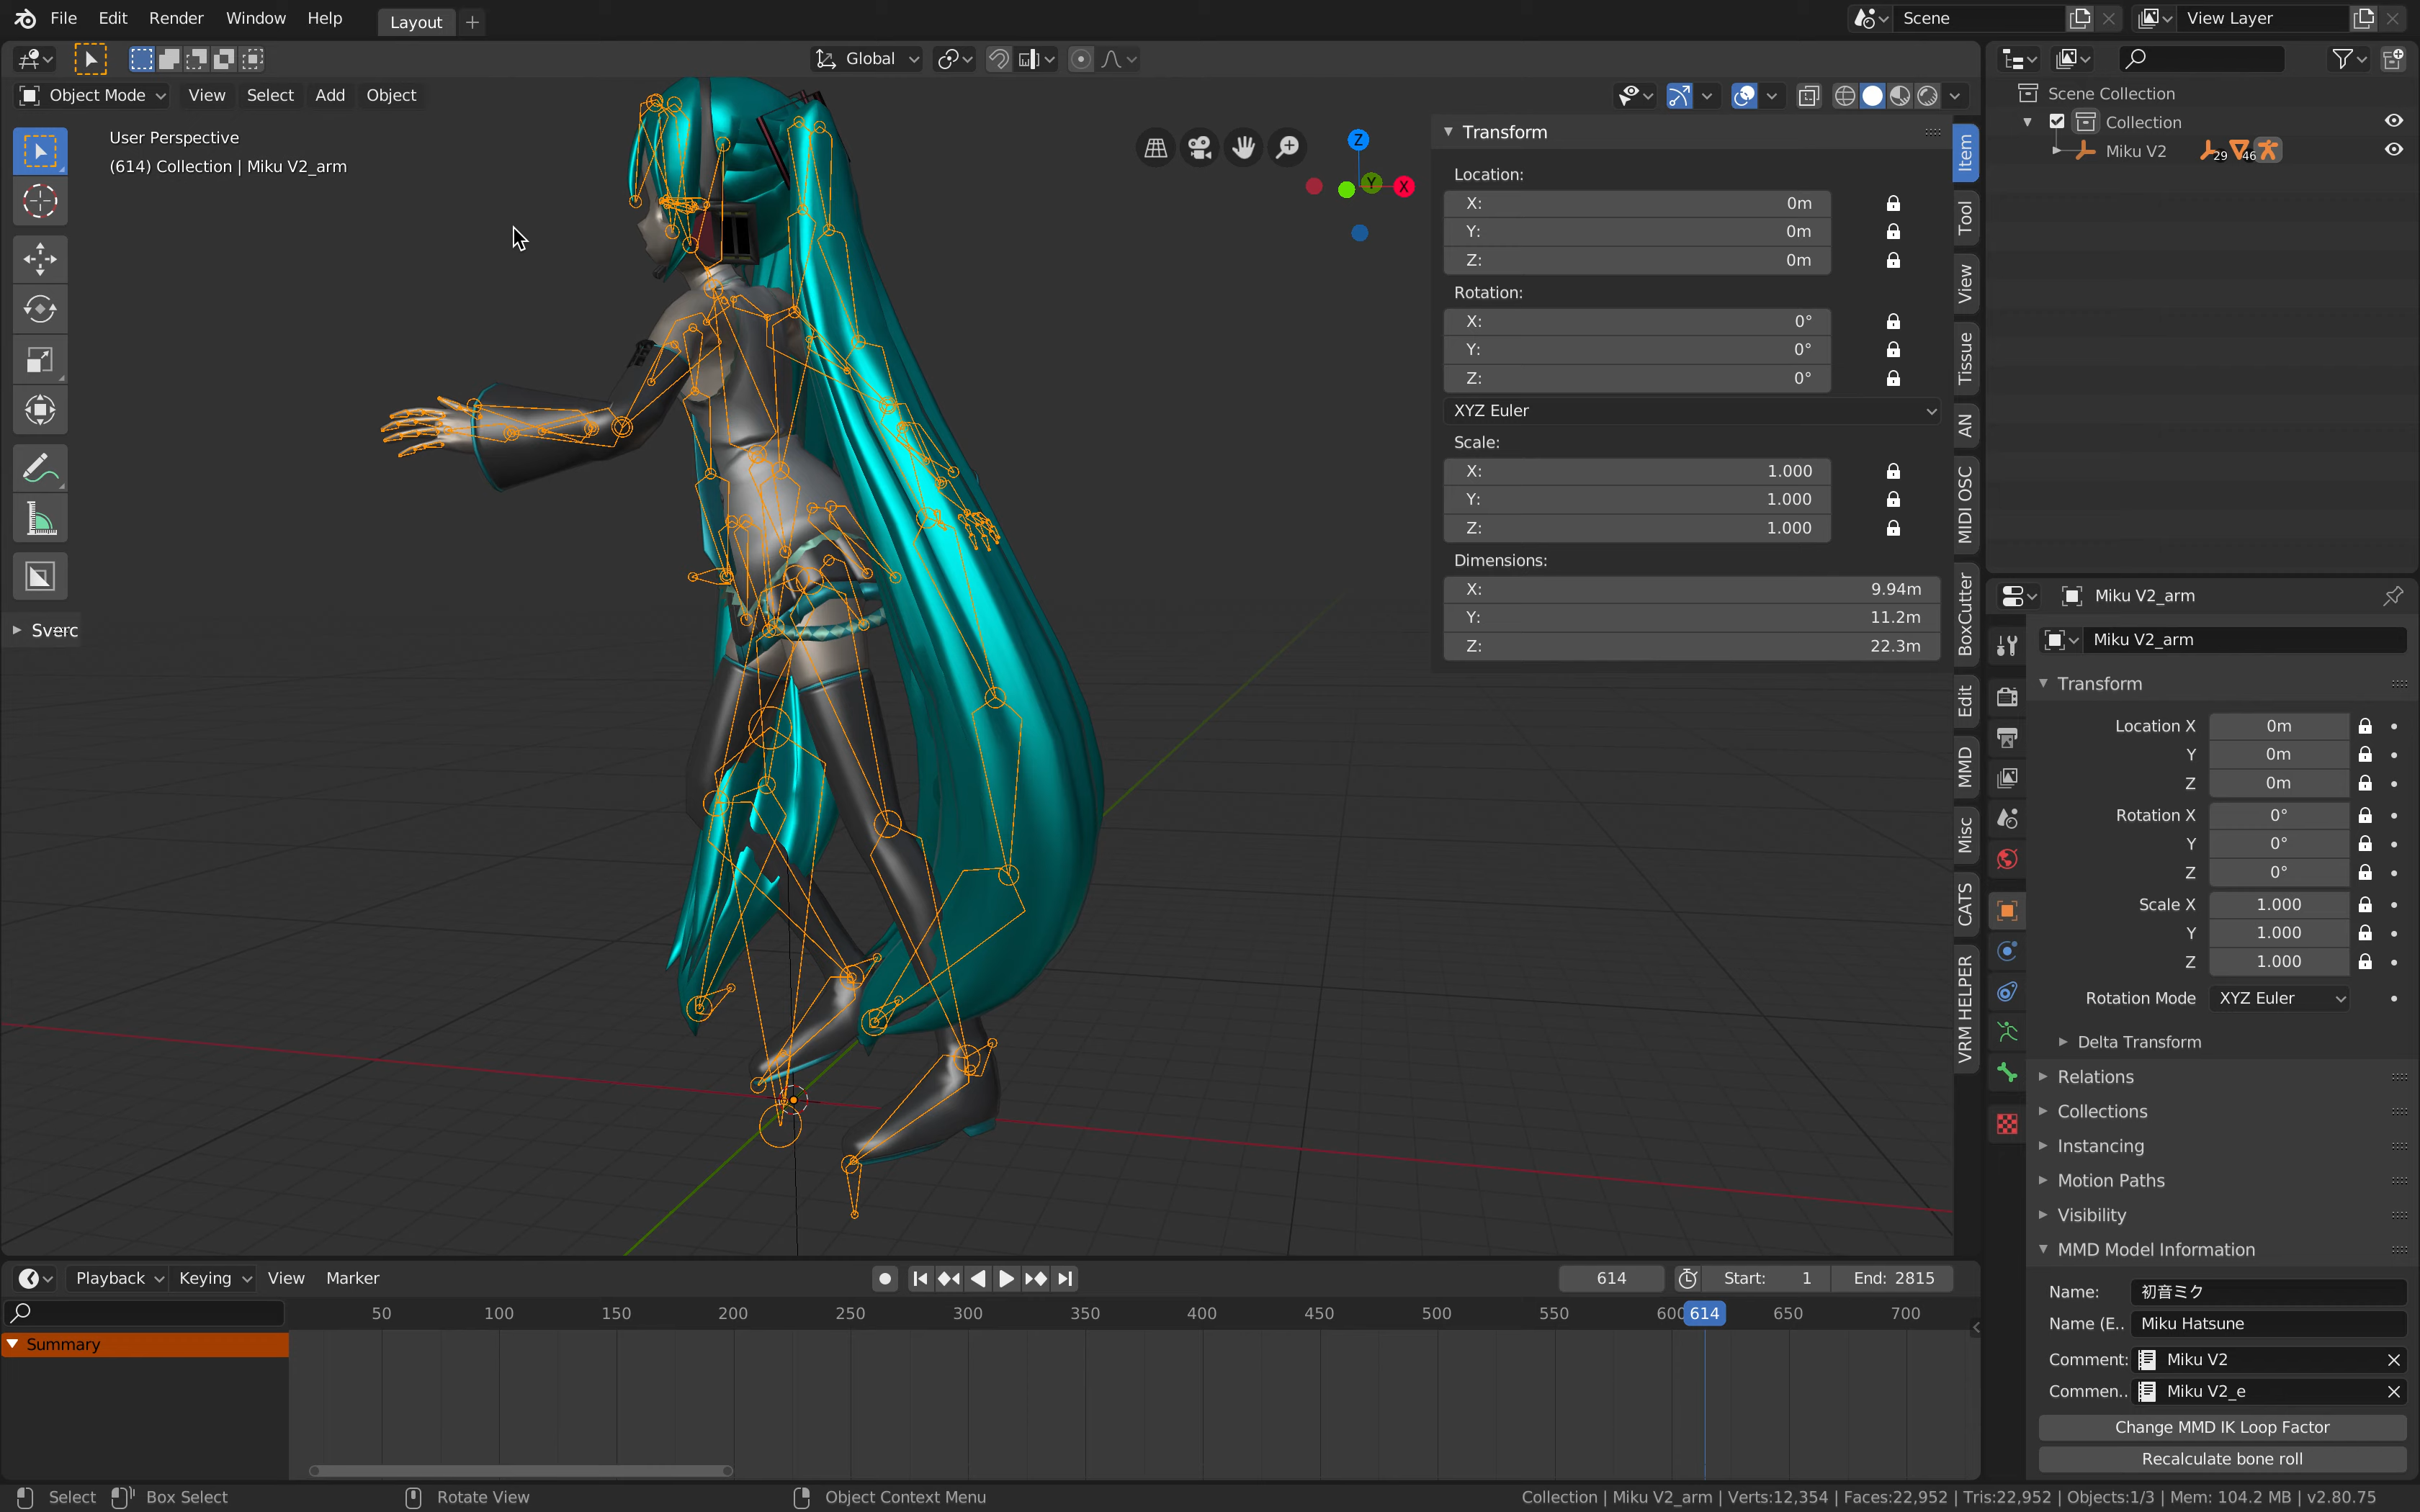 File Edit Render Window Help Layout + Scene View Layer
Global
Object Mode View Select Add Object
User Perspective
(614) Collection | Miku V2_arm
Z
Y
X
Sverc
Transform
Location:
X: 0m
Y: 0m
Z: 0m
Rotation:
X: 0°
Y: 0°
Z: 0°
XYZ Euler
Scale:
X: 1.000
Y: 1.000
Z: 1.000
Dimensions:
X: 9.94m
Y: 11.2m
Z: 22.3m
Item
Tool
View
Tissue
AN
MIDI OSC
BoxCutter
Edit
MMD
Misc
CATS
VRM HELPER
Scene Collection
Collection
Miku V2 29 46
Miku V2_arm
Miku V2_arm
Transform
Location X 0m
Y 0m
Z 0m
Rotation X 0°
Y 0°
Z 0°
Scale X 1.000
Y 1.000
Z 1.000
Rotation Mode XYZ Euler
Delta Transform
Relations
Collections
Instancing
Motion Paths
Visibility
MMD Model Information
Name: 初音ミク
Name (E.. Miku Hatsune
Comment: Miku V2
Commen.. Miku V2_e
Change MMD IK Loop Factor
Recalculate bone roll
Playback Keying View Marker 614 Start: 1 End: 2815
50 100 150 200 250 300 350 400 450 500 550 600 614 650 700
Summary
Select Box Select Rotate View Object Context Menu Collection | Miku V2_arm | Verts:12,354 | Faces:22,952 | Tris:22,952 | Objects:1/3 | Mem: 104.2 MB | v2.80.75